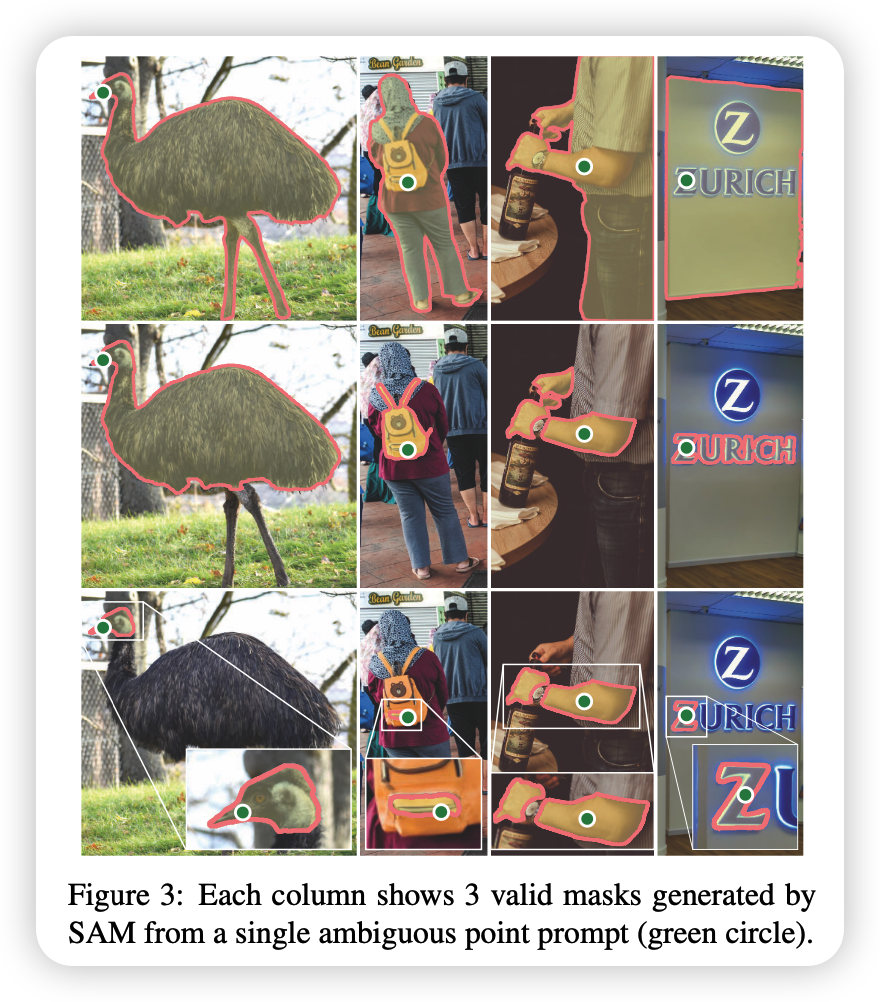 Bean Garden
Z
ZURICH
Bean Garden
Z
ZURICH
Bean Garden
Z
ZURICH
Z
Figure 3: Each column shows 3 valid masks generated by
SAM from a single ambiguous point prompt (green circle).